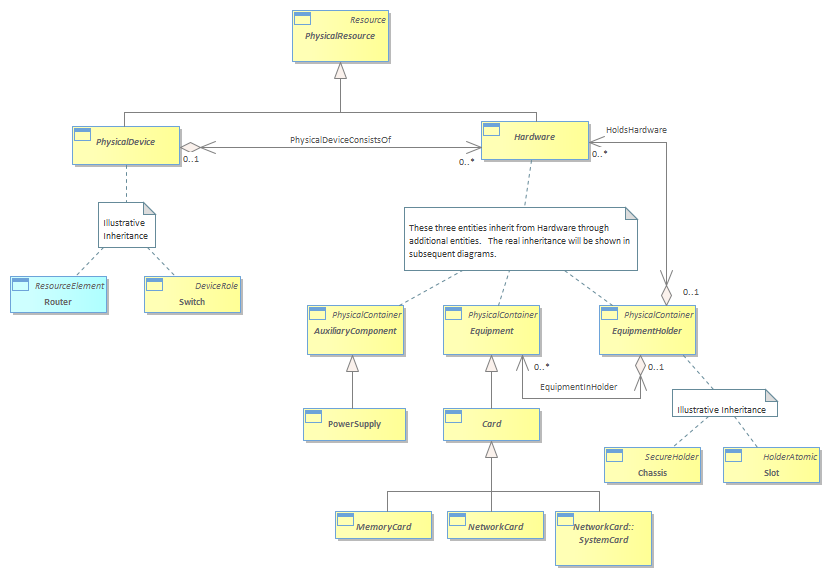 Resource
PhysicalResource
PhysicalDevice
Hardware
HoldsHardware
PhysicalDeviceConsistsOf
0..1
0..*
0..*
Illustrative
Inheritance
These three entities inherit from Hardware through
additional entities.   The real inheritance will be shown in
subsequent diagrams.
ResourceElement
Router
DeviceRole
Switch
0..1
PhysicalContainer
AuxiliaryComponent
PhysicalContainer
Equipment
PhysicalContainer
EquipmentHolder
0..*
0..1
EquipmentInHolder
Illustrative Inheritance
PowerSupply
Card
SecureHolder
Chassis
HolderAtomic
Slot
MemoryCard
NetworkCard
NetworkCard::
SystemCard